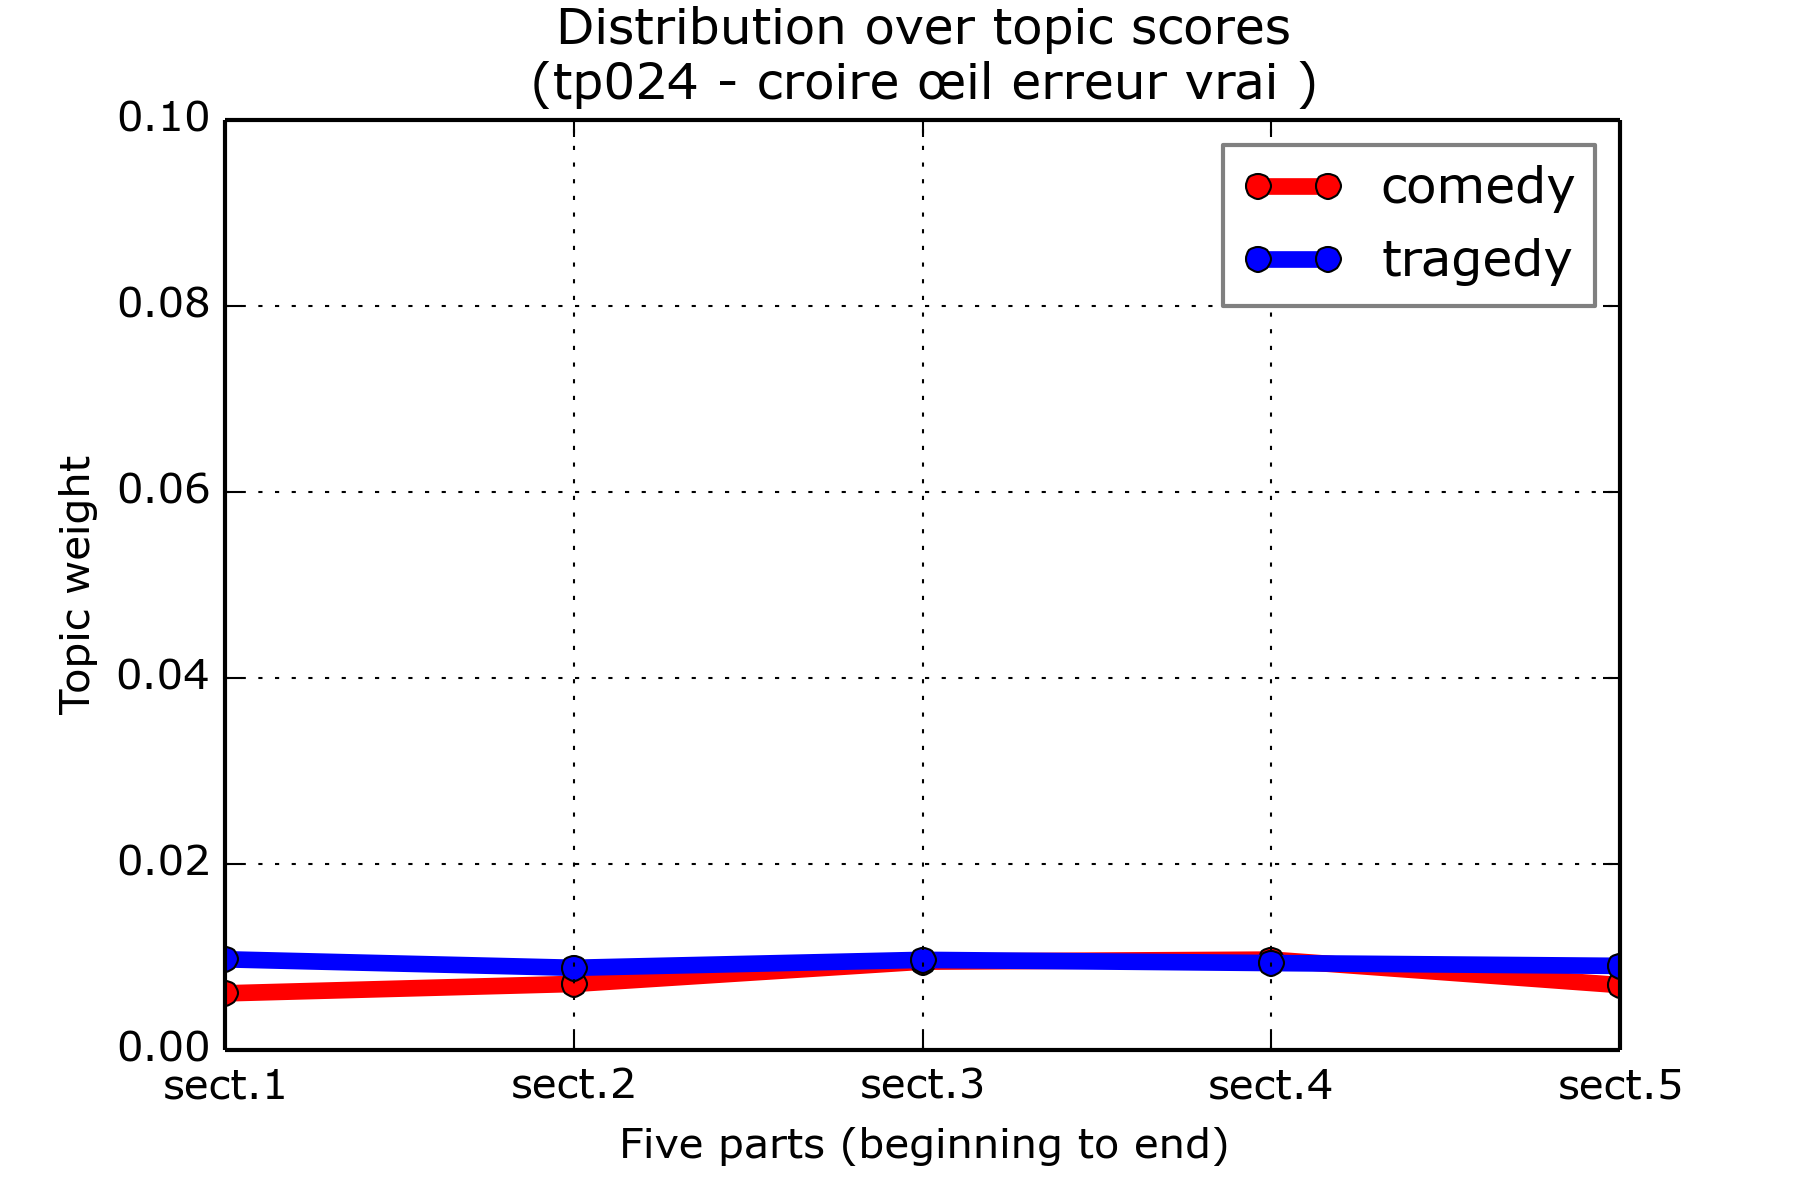 Distribution over topic scores
(tp024 - croire œil erreur vrai )
0.10
0.08
0.06
0.04
0.02
0.00
Topic weight
comedy
tragedy
sect.1 sect.2 sect.3 sect.4 sect.5
Five parts (beginning to end)